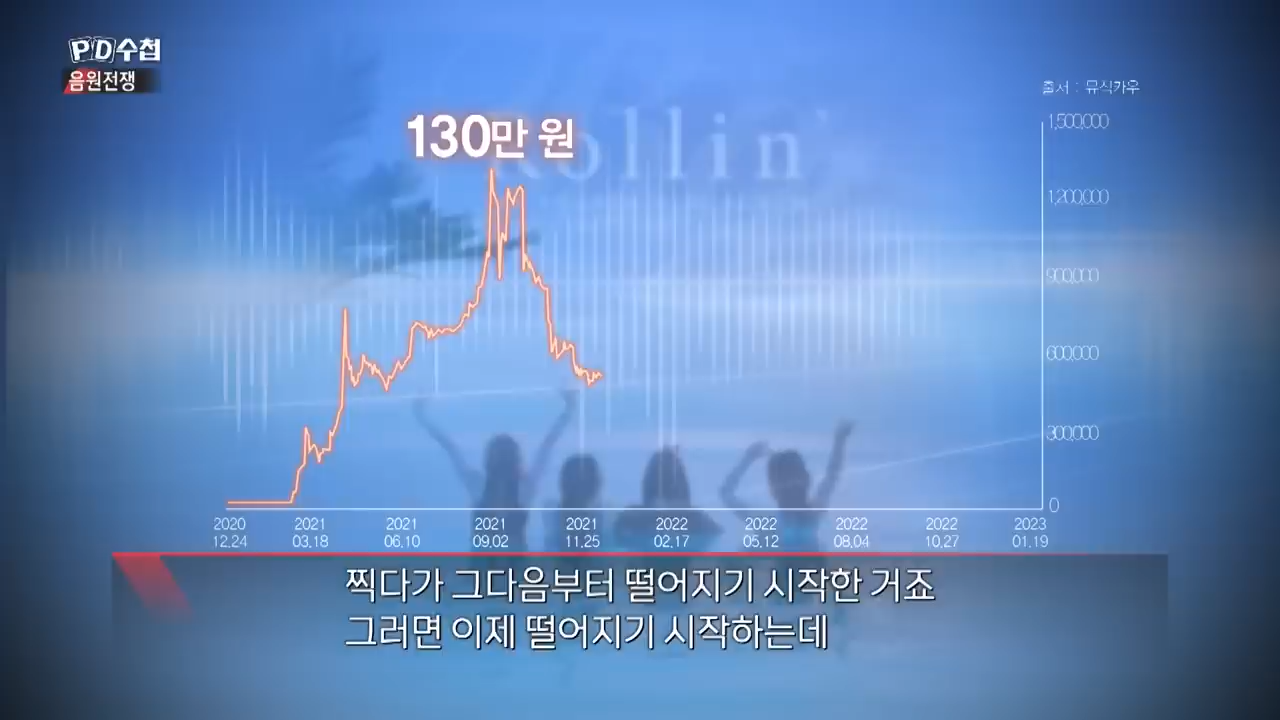 PD수첩
음원전쟁
출처 : 뮤직카우
130만 원
Rollin'
1,500,000
1,200,000
900,000
600,000
300,000
0
2020 2021 2021 2021 2021 2022 2022 2022 2022 2023
12.24 03.18 06.10 09.02 11.25 02.17 05.12 08.04 10.27 01.19
찍다가 그다음부터 떨어지기 시작한 거죠
그러면 이제 떨어지기 시작하는데